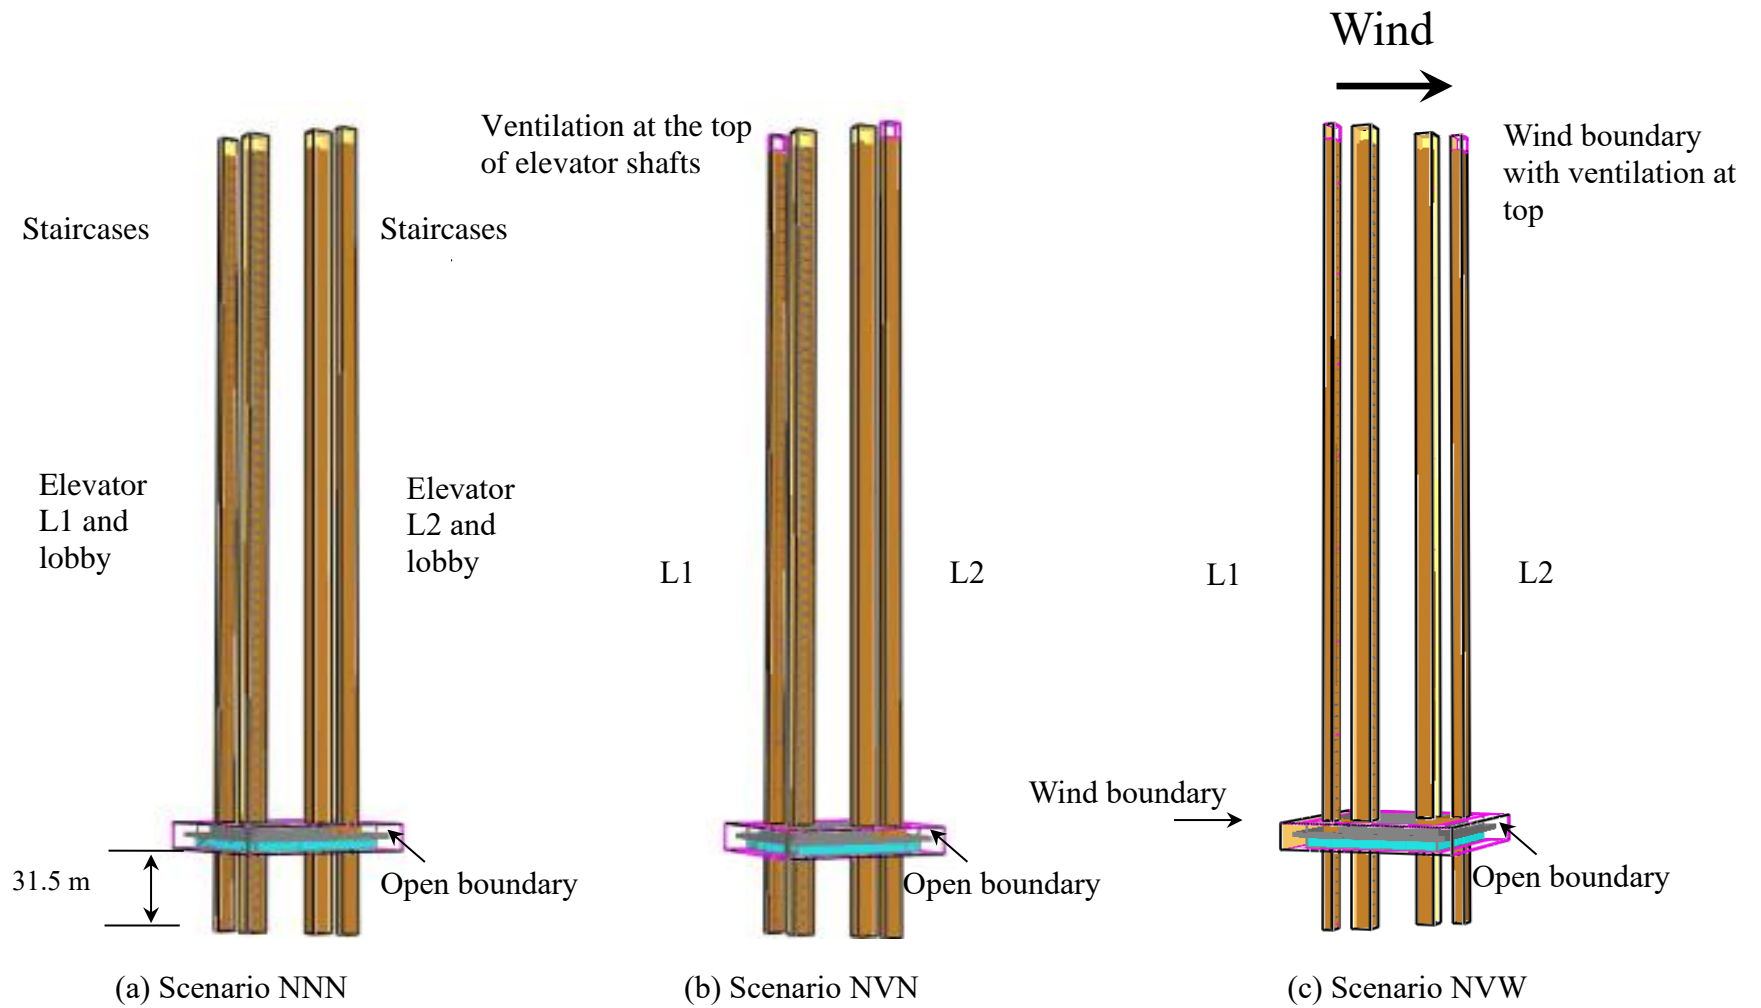 Wind
Ventilation at the top
of elevator shafts
Wind boundary
with ventilation at
top
Staircases
Staircases
Elevator
L1 and
lobby
Elevator
L2 and
lobby
L1
L2
L1
L2
Wind boundary
31.5 m
Open boundary
Open boundary
Open boundary
(a) Scenario NNN
(b) Scenario NVN
(c) Scenario NVW